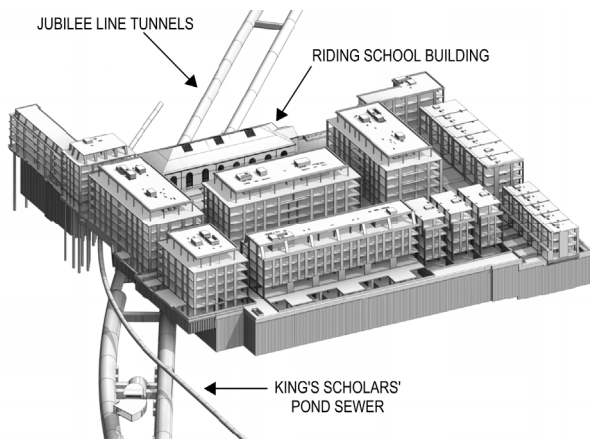 JUBILEE LINE TUNNELS
RIDING SCHOOL BUILDING
KING'S SCHOLARS'
POND SEWER